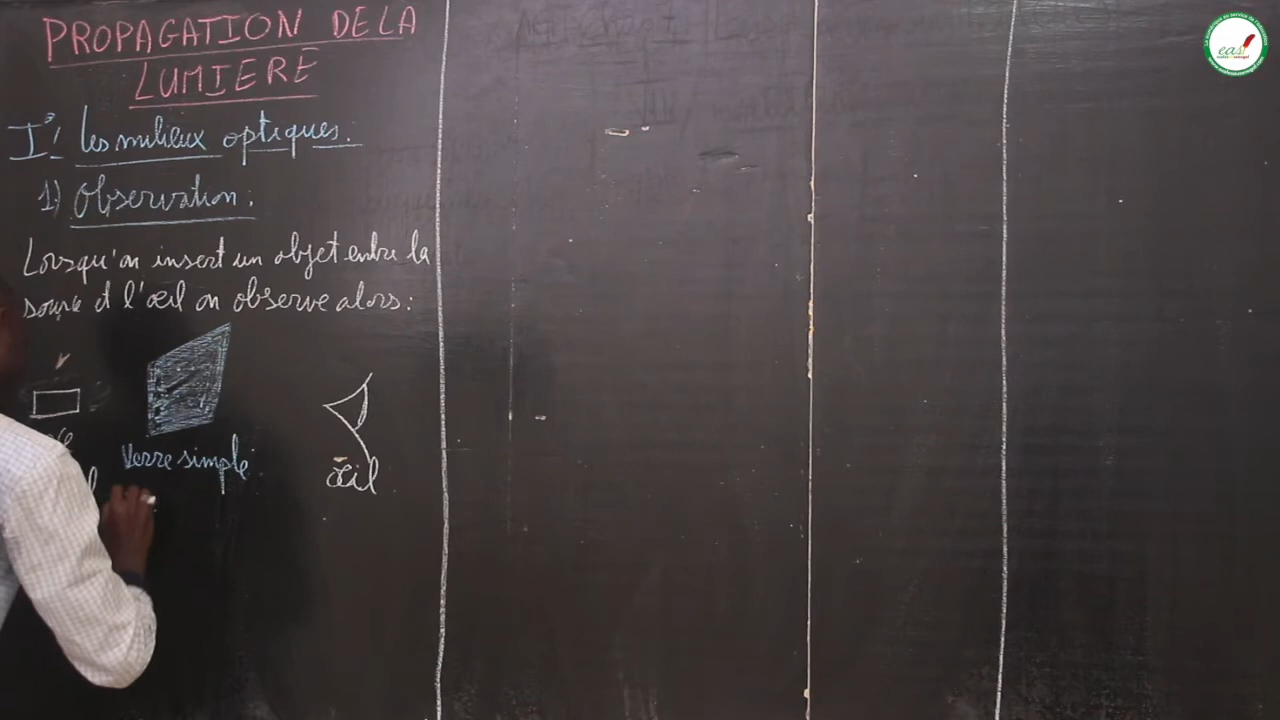 PROPAGATION DE LA
LUMIERE
I°/ Les milieux optiques.
1) Observation.
Lorsqu'on insert un objet entre la
source et l'œil on observe alors:
Verre simple
œil
easi